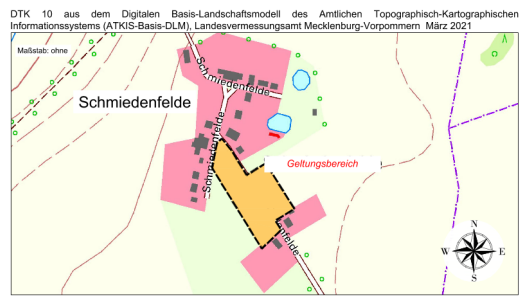 DTK 10 aus dem Digitalen Basis-Landschaftsmodell des Amtlichen Topographisch-Kartographischen
Informationssystems (ATKIS-Basis-DLM), Landesvermessungsamt Mecklenburg-Vorpommern März 2021
Maßstab: ohne
Schmiedenfelde
Schmiedenfelde
Schmiedenfelde
Geltungsbereich
nfelde
N
W
E
S